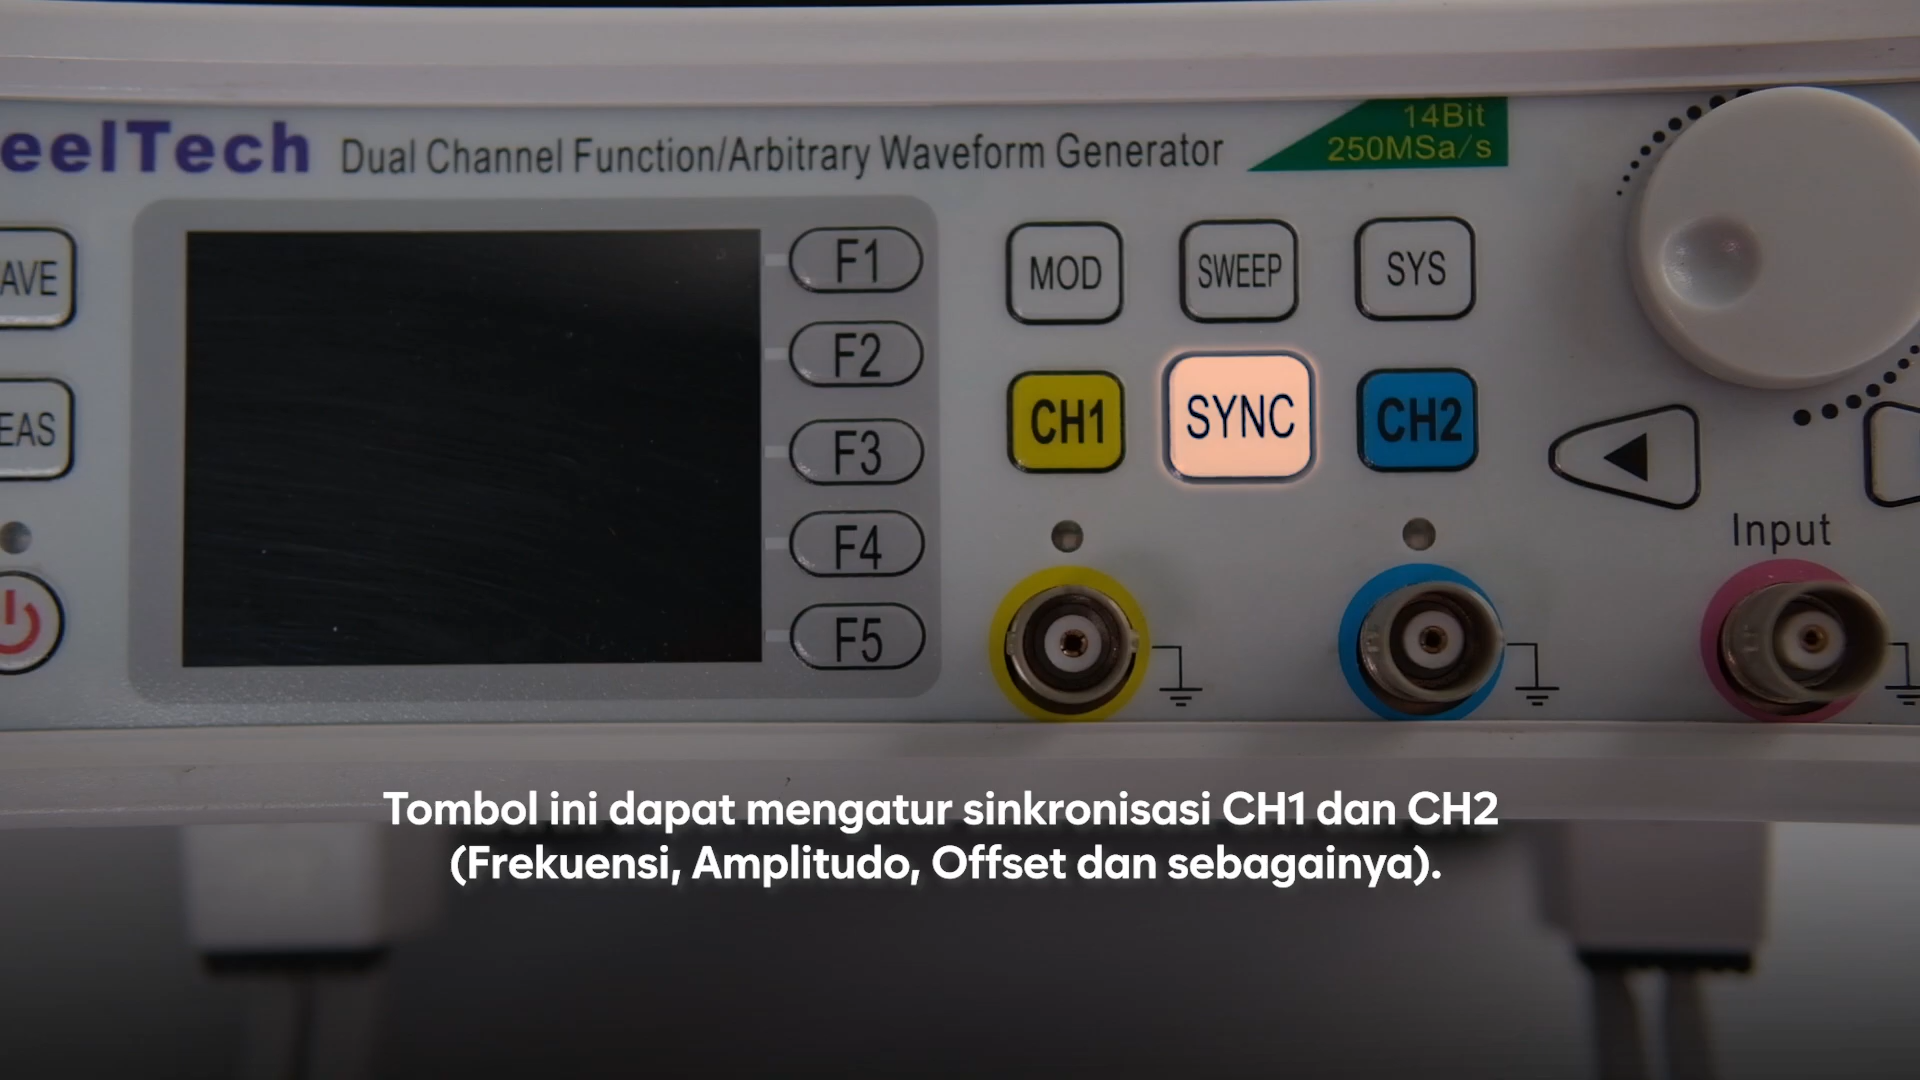 eelTech
Dual Channel Function/Arbitrary Waveform Generator
14Bit
250MSa/s
AVE
F1
MOD
SWEEP
SYS
F2
EAS
F3
CH1
SYNC
CH2
F4
Input
F5
Tombol ini dapat mengatur sinkronisasi CH1 dan CH2
(Frekuensi, Amplitudo, Offset dan sebagainya).